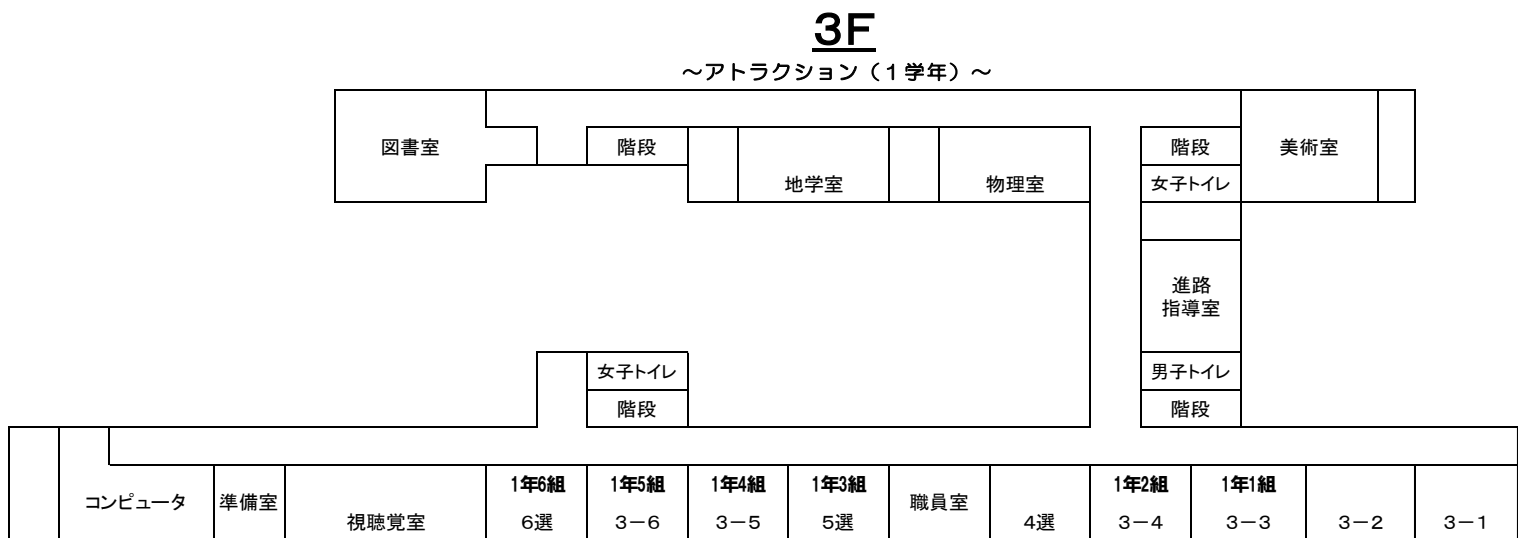 3F
～アトラクション（１学年）～
図書室
階段
地学室
物理室
階段
女子トイレ
美術室
進路
指導室
女子トイレ
階段
男子トイレ
階段
コンピュータ
準備室
視聴覚室
1年6組
6選
1年5組
３－６
1年4組
３－５
1年3組
5選
職員室
4選
1年2組
３－４
1年1組
３－３
３－２
３－１